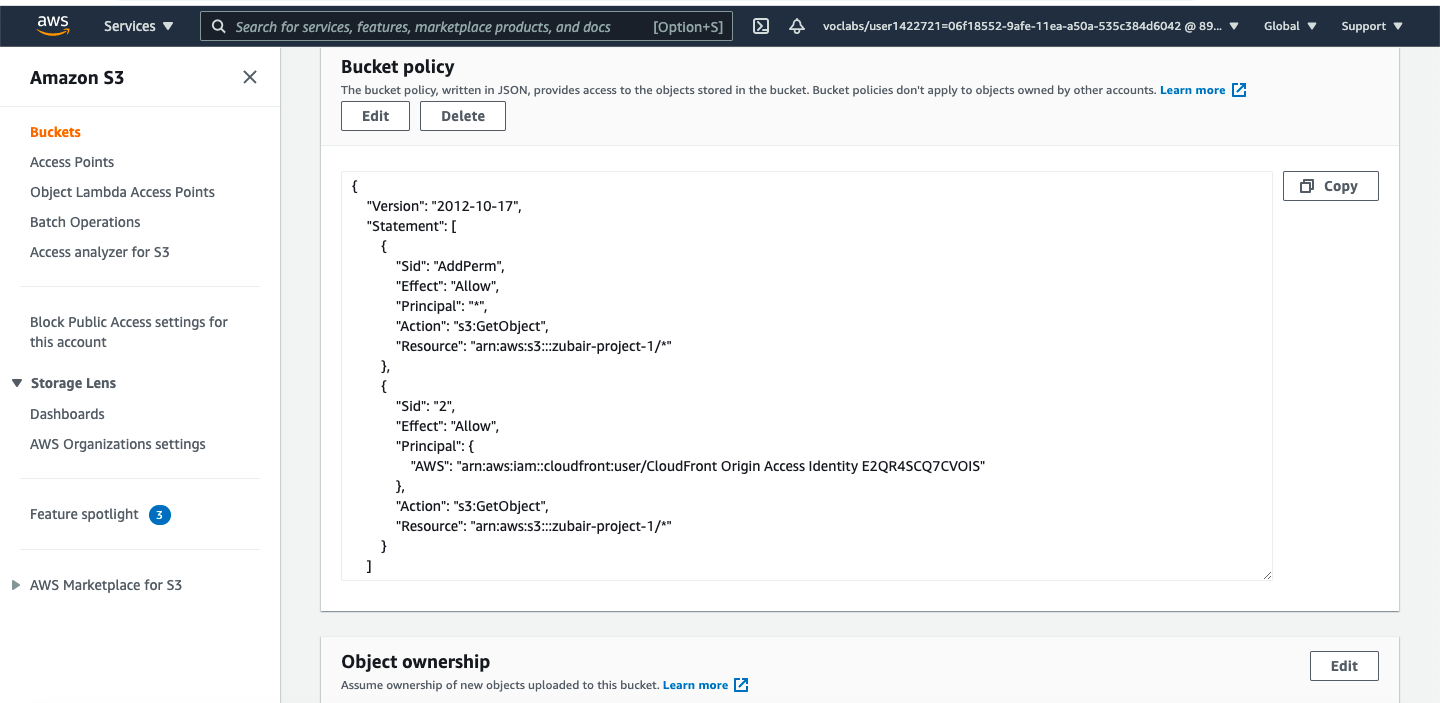 aws
Services
Search for services, features, marketplace products, and docs
[Option+S]
voclabs/user1422721=06f18552-9afe-11ea-a50a-535c384d6042 @ 89...
Global
Support
Amazon S3
Buckets
Access Points
Object Lambda Access Points
Batch Operations
Access analyzer for S3
Block Public Access settings for
this account
Storage Lens
Dashboards
AWS Organizations settings
Feature spotlight 3
AWS Marketplace for S3
Bucket policy
The bucket policy, written in JSON, provides access to the objects stored in the bucket. Bucket policies don't apply to objects owned by other accounts. Learn more
Edit
Delete
Copy
{
"Version": "2012-10-17",
"Statement": [
{
"Sid": "AddPerm",
"Effect": "Allow",
"Principal": "*",
"Action": "s3:GetObject",
"Resource": "arn:aws:s3:::zubair-project-1/*"
},
{
"Sid": "2",
"Effect": "Allow",
"Principal": {
"AWS": "arn:aws:iam::cloudfront:user/CloudFront Origin Access Identity E2QR4SCQ7CVOIS"
},
"Action": "s3:GetObject",
"Resource": "arn:aws:s3:::zubair-project-1/*"
}
]
Object ownership
Assume ownership of new objects uploaded to this bucket. Learn more
Edit